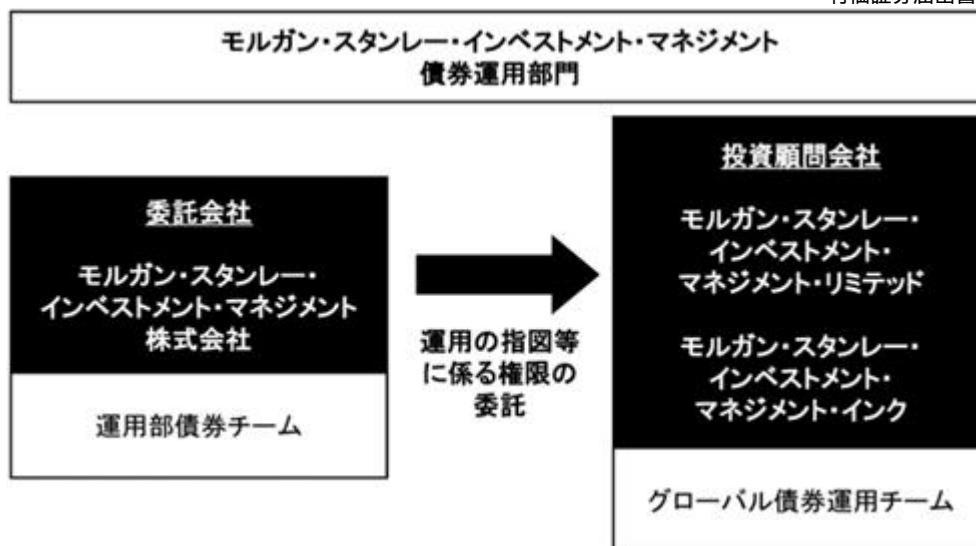 モルガン・スタンレー・インベストメント・マネジメント
債券運用部門
委託会社
モルガン・スタンレー・
インベストメント・マネジメント
株式会社
運用部債券チーム
運用の指図等
に係る権限の
委託
投資顧問会社
モルガン・スタンレー・
インベストメント・
マネジメント・リミテッド
モルガン・スタンレー・
インベストメント・
マネジメント・インク
グローバル債券運用チーム